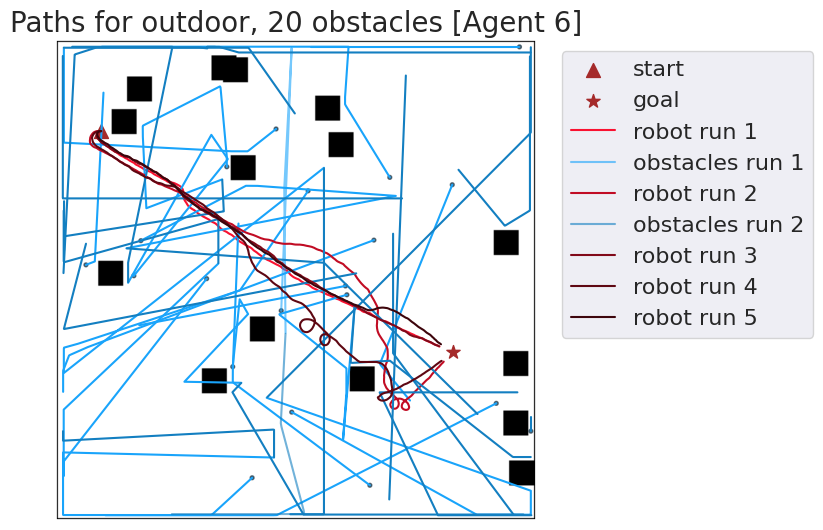 Paths for outdoor, 20 obstacles [Agent 6]
start
goal
robot run 1
obstacles run 1
robot run 2
obstacles run 2
robot run 3
robot run 4
robot run 5